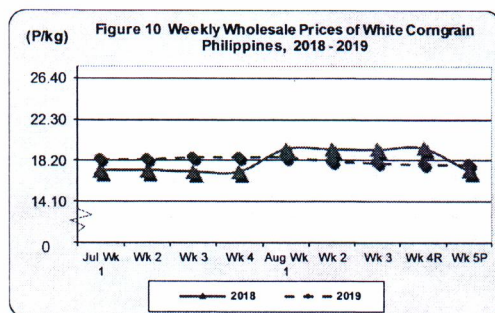 Figure 10 Weekly Wholesale Prices of White Corngrain
Philippines, 2018 - 2019
(P/kg)
26.40
22.30
18.20
14.10
0
Jul Wk 1
Wk 2
Wk 3
Wk 4
Aug Wk 1
Wk 2
Wk 3
Wk 4R
Wk 5P
2018
2019